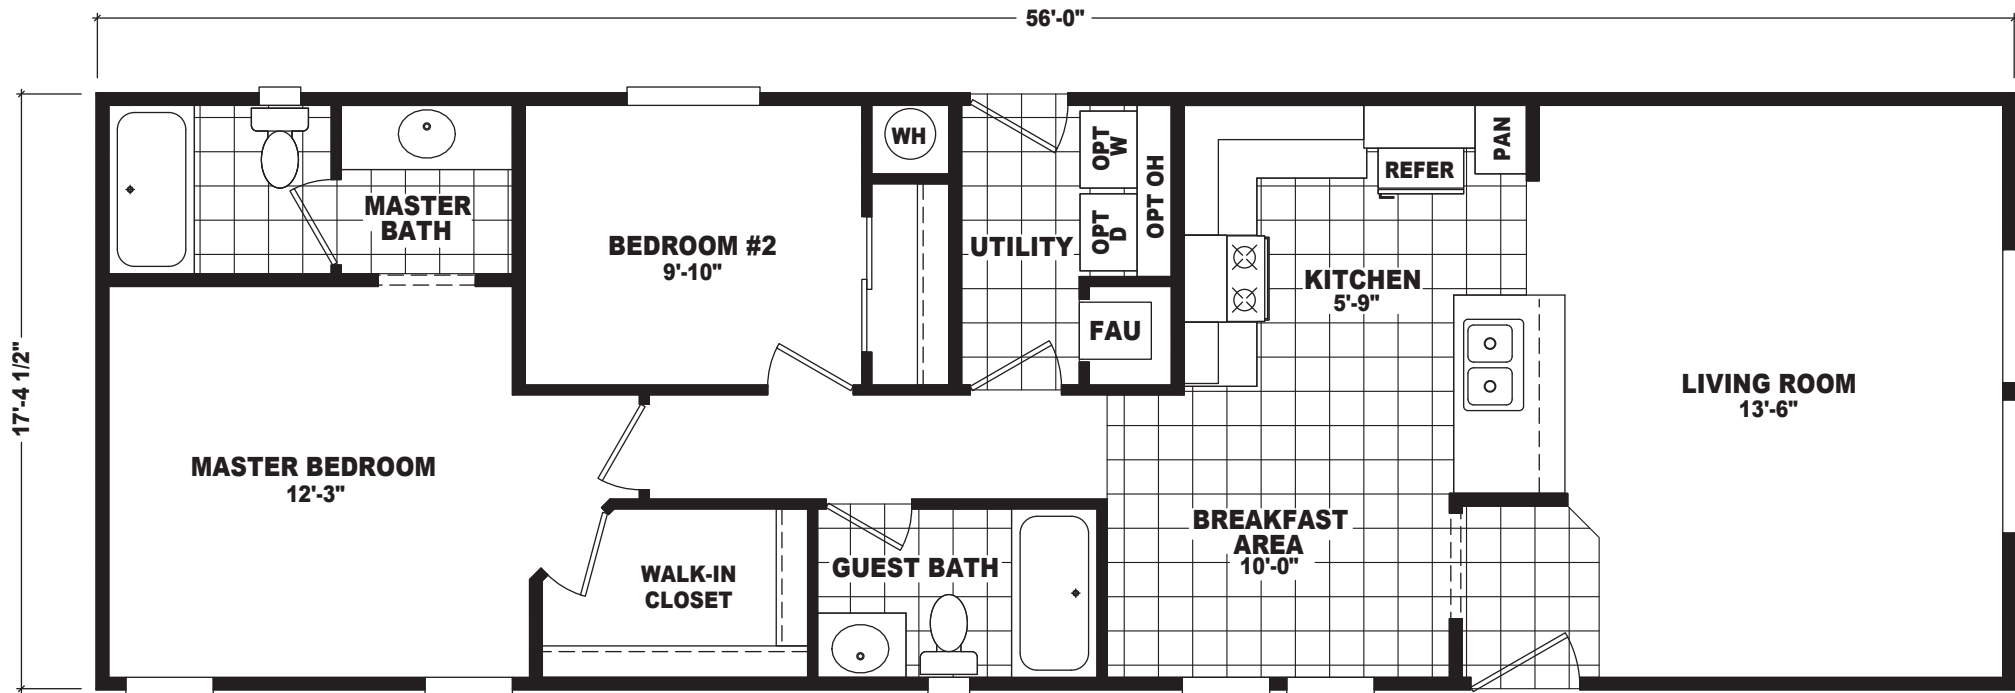 56'-0"
17'-4 1/2"
MASTER
BATH
BEDROOM #2
9'-10"
WH
UTILITY
OPT
W
OPT
D
OPT OH
FAU
REFER
PAN
KITCHEN
5'-9"
LIVING ROOM
13'-6"
MASTER BEDROOM
12'-3"
WALK-IN
CLOSET
GUEST BATH
BREAKFAST
AREA
10'-0"